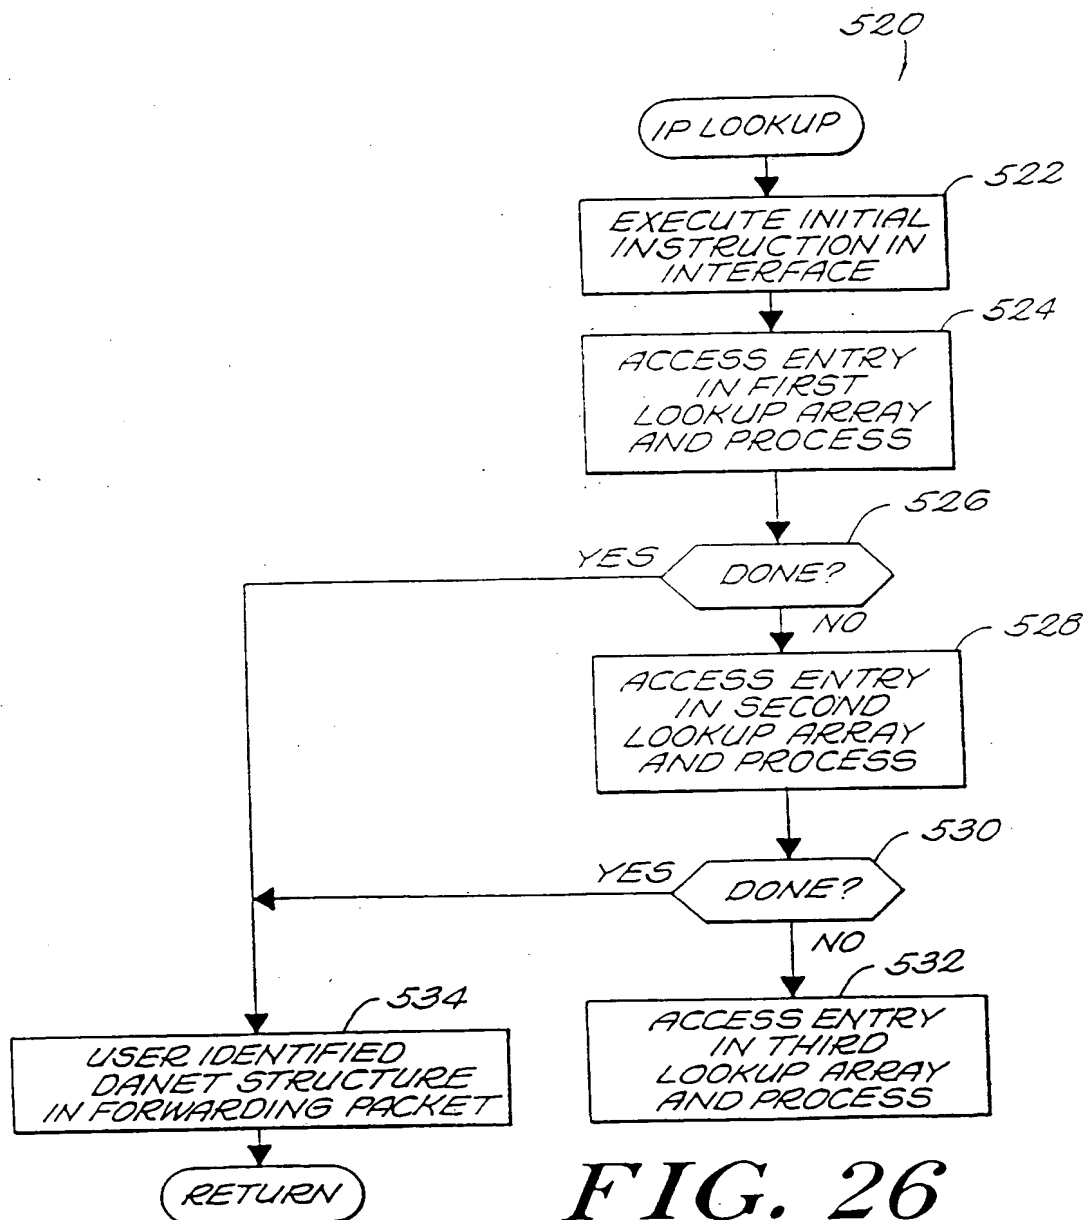 520
IP LOOKUP
522
EXECUTE INITIAL
INSTRUCTION IN
INTERFACE
524
ACCESS ENTRY
IN FIRST
LOOKUP ARRAY
AND PROCESS
526
YES
DONE?
NO
528
ACCESS ENTRY
IN SECOND
LOOKUP ARRAY
AND PROCESS
530
YES
DONE?
NO
532
ACCESS ENTRY
IN THIRD
LOOKUP ARRAY
AND PROCESS
534
USER IDENTIFIED
DANET STRUCTURE
IN FORWARDING PACKET
RETURN
FIG. 26